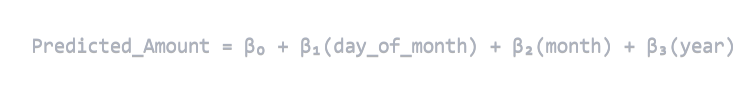 Predicted_Amount = β₀ + β₁(day_of_month) + β₂(month) + β₃(year)